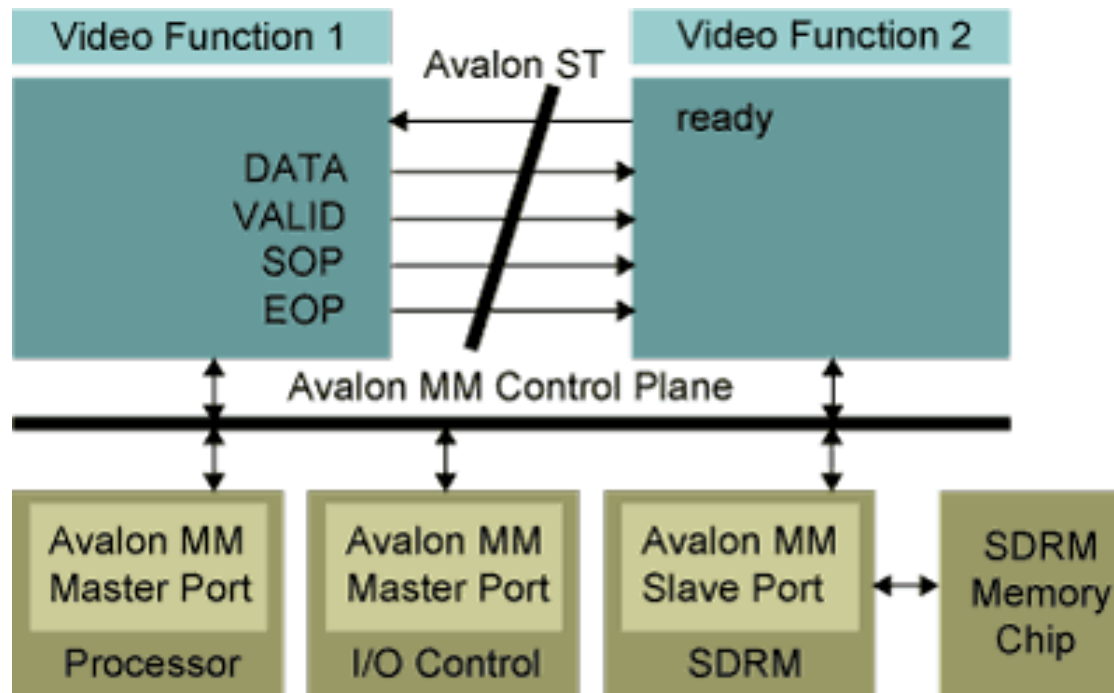 Video Function 1
Video Function 2
Avalon ST
ready
DATA
VALID
SOP
EOP
Avalon MM Control Plane
Avalon MM
Master Port
Processor
Avalon MM
Master Port
I/O Control
Avalon MM
Slave Port
SDRM
SDRM
Memory
Chip